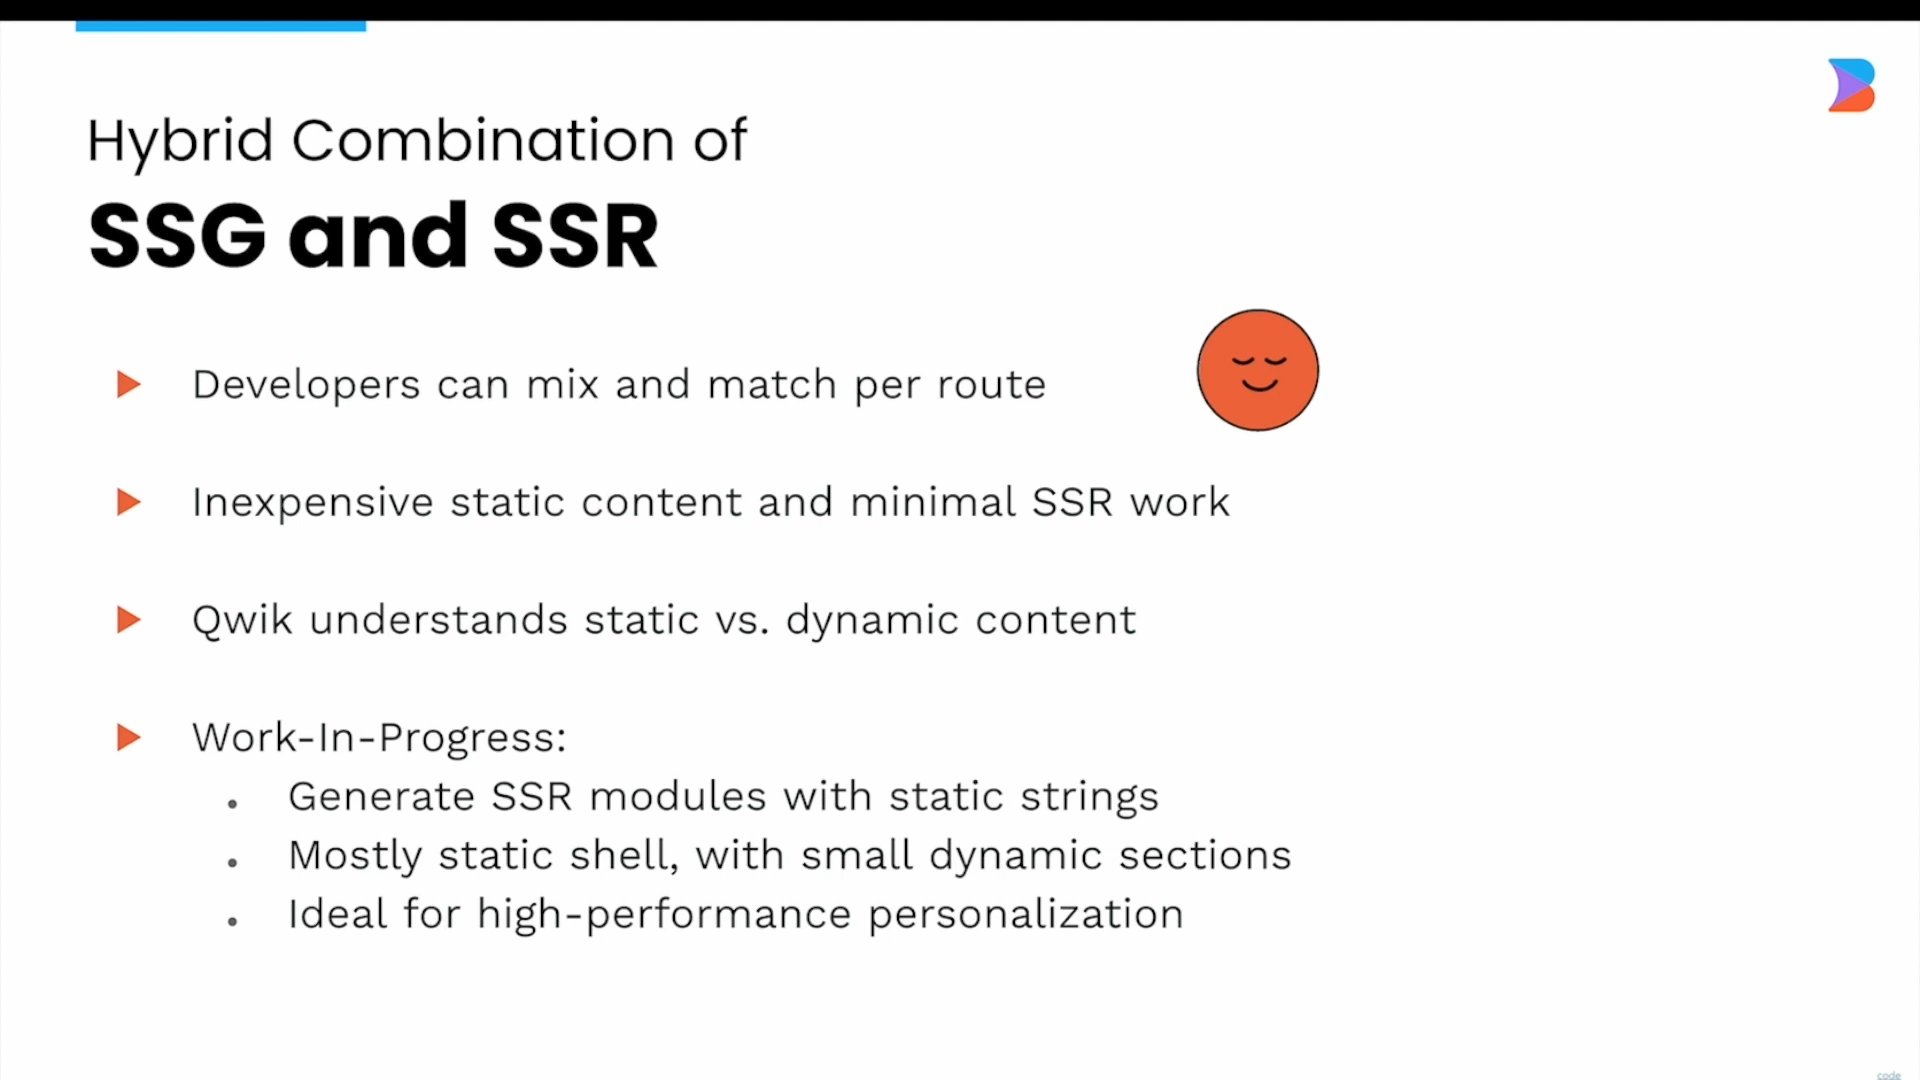 Hybrid Combination of
SSG and SSR
Developers can mix and match per route
Inexpensive static content and minimal SSR work
Qwik understands static vs. dynamic content
Work-In-Progress:
Generate SSR modules with static strings
Mostly static shell, with small dynamic sections
Ideal for high-performance personalization
code